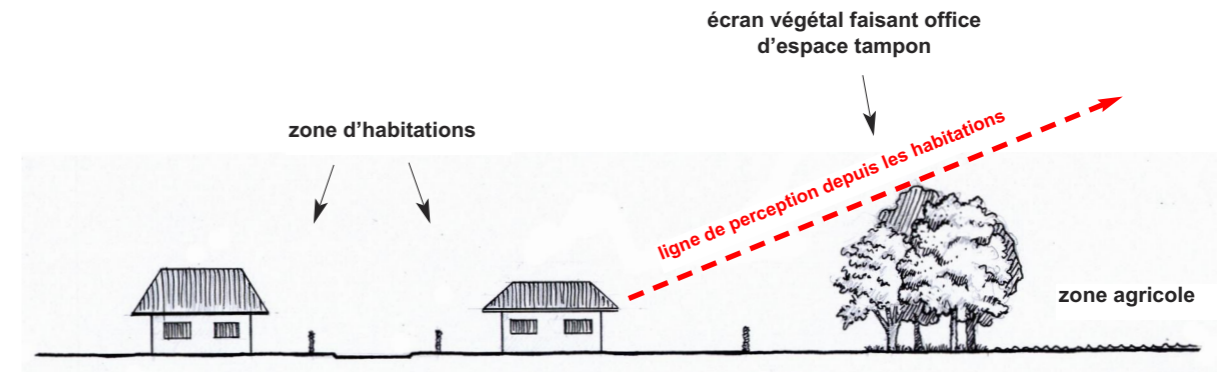 écran végétal faisant office
d’espace tampon
zone d’habitations
ligne de perception depuis les habitations
zone agricole